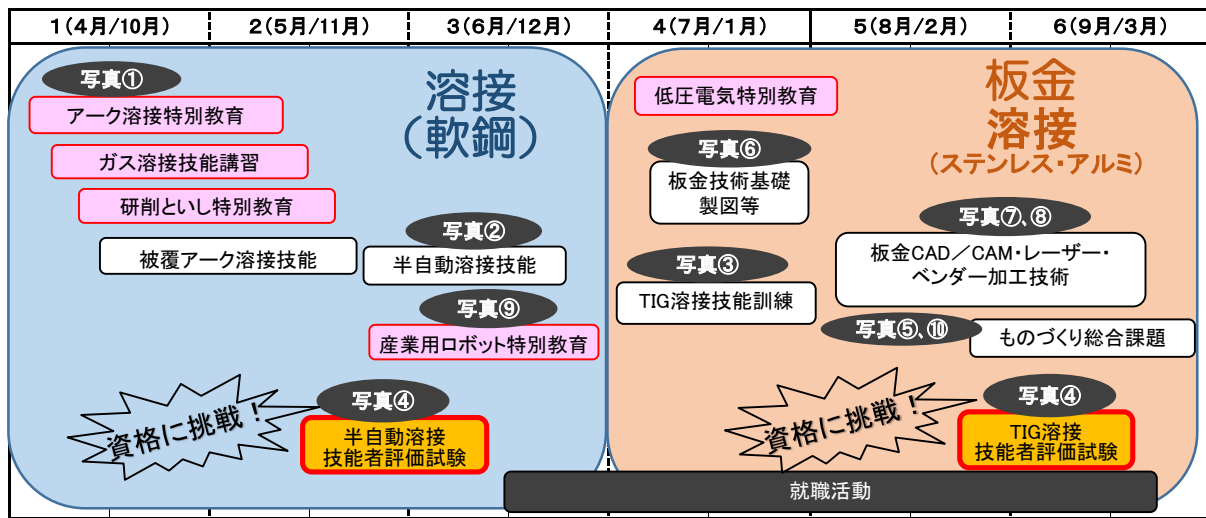 1(4月/10月)
2(5月/11月)
3(6月/12月)
4(7月/1月)
5(8月/2月)
6(9月/3月)
溶接
(軟鋼)
写真①
アーク溶接特別教育
ガス溶接技能講習
研削といし特別教育
被覆アーク溶接技能
写真②
半自動溶接技能
写真⑨
産業用ロボット特別教育
資格に挑戦!
写真④
半自動溶接
技能者評価試験
板金
溶接
(ステンレス・アルミ)
低圧電気特別教育
写真⑥
板金技術基礎
製図等
写真③
TIG溶接技能訓練
写真⑦、⑧
板金CAD/CAM・レーザー・
ベンダー加工技術
写真⑤、⑩
ものづくり総合課題
資格に挑戦!
写真④
TIG溶接
技能者評価試験
就職活動